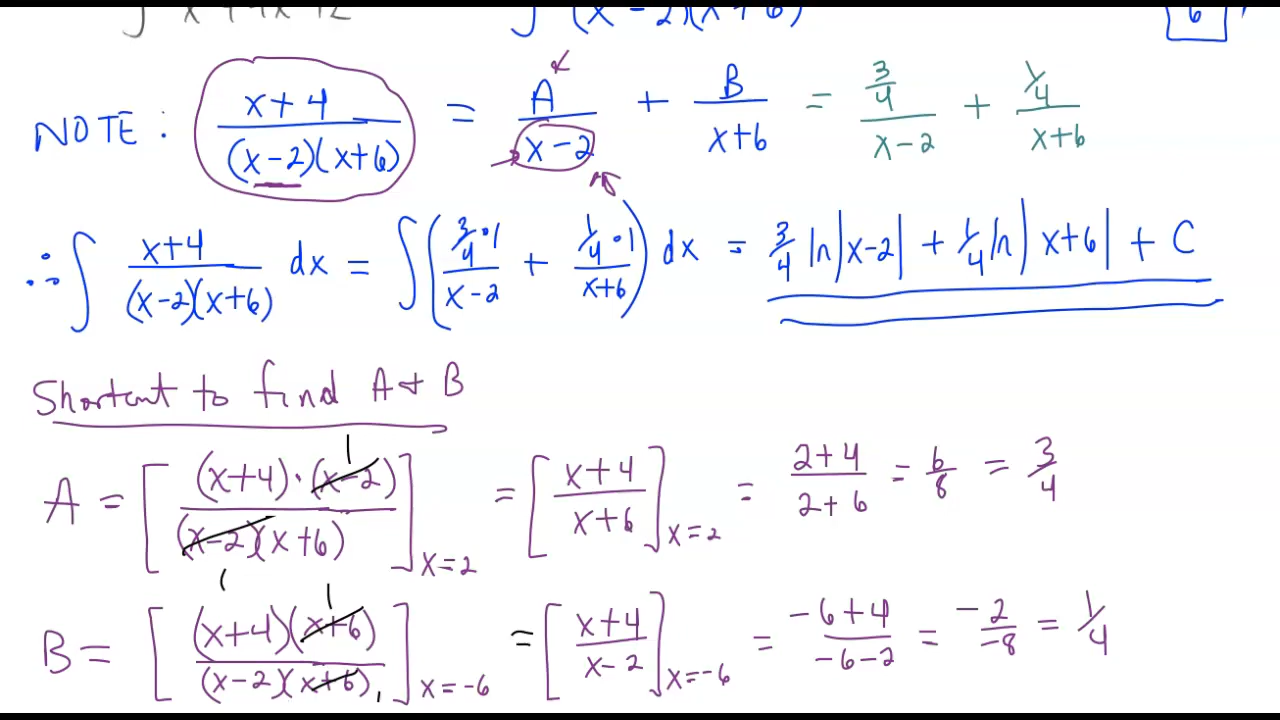 ∫ (x-2)(x+6) 6
NOTE: (x+4)/((x-2)(x+6)) = A/(x-2) + B/(x+6) = (3/4)/(x-2) + (1/4)/(x+6)
∴ ∫ (x+4)/((x-2)(x+6)) dx = ∫ ((3/4·1)/(x-2) + (1/4·1)/(x+6)) dx = 3/4 ln|x-2| + 1/4 ln|x+6| + C
Shortcut to find A & B
A = [((x+4)·(x-2))/((x-2)(x+6))]x=2 = [(x+4)/(x+6)]x=2 = (2+4)/(2+6) = 6/8 = 3/4
B = [((x+4)(x+6))/((x-2)(x+6))]x=-6 = [(x+4)/(x-2)]x=-6 = (-6+4)/(-6-2) = -2/-8 = 1/4